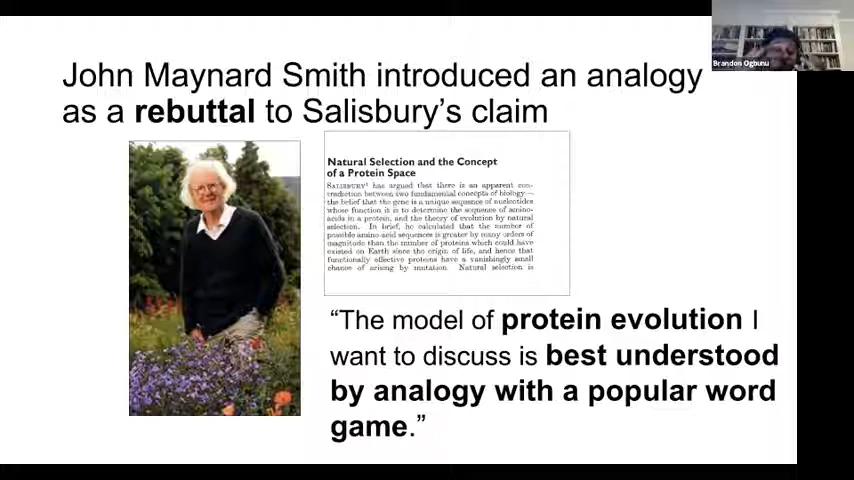 Brandon Ogbunu
John Maynard Smith introduced an analogy
as a rebuttal to Salisbury's claim
Natural Selection and the Concept
of a Protein Space
SALISBURY¹ has argued that there is an apparent con-
tradiction between two fundamental concepts of biology—
the belief that the gene is a unique sequence of nucleotides
whose function it is to determine the sequence of amino-
acids in a protein, and the theory of evolution by natural
selection. In brief, he calculated that the number of
possible amino-acid sequences is greater by many orders of
magnitude than the number of proteins which could have
existed on Earth since the origin of life, and hence that
functionally effective proteins have a vanishingly small
chance of arising by mutation. Natural selection is
“The model of protein evolution I
want to discuss is best understood
by analogy with a popular word
game.”